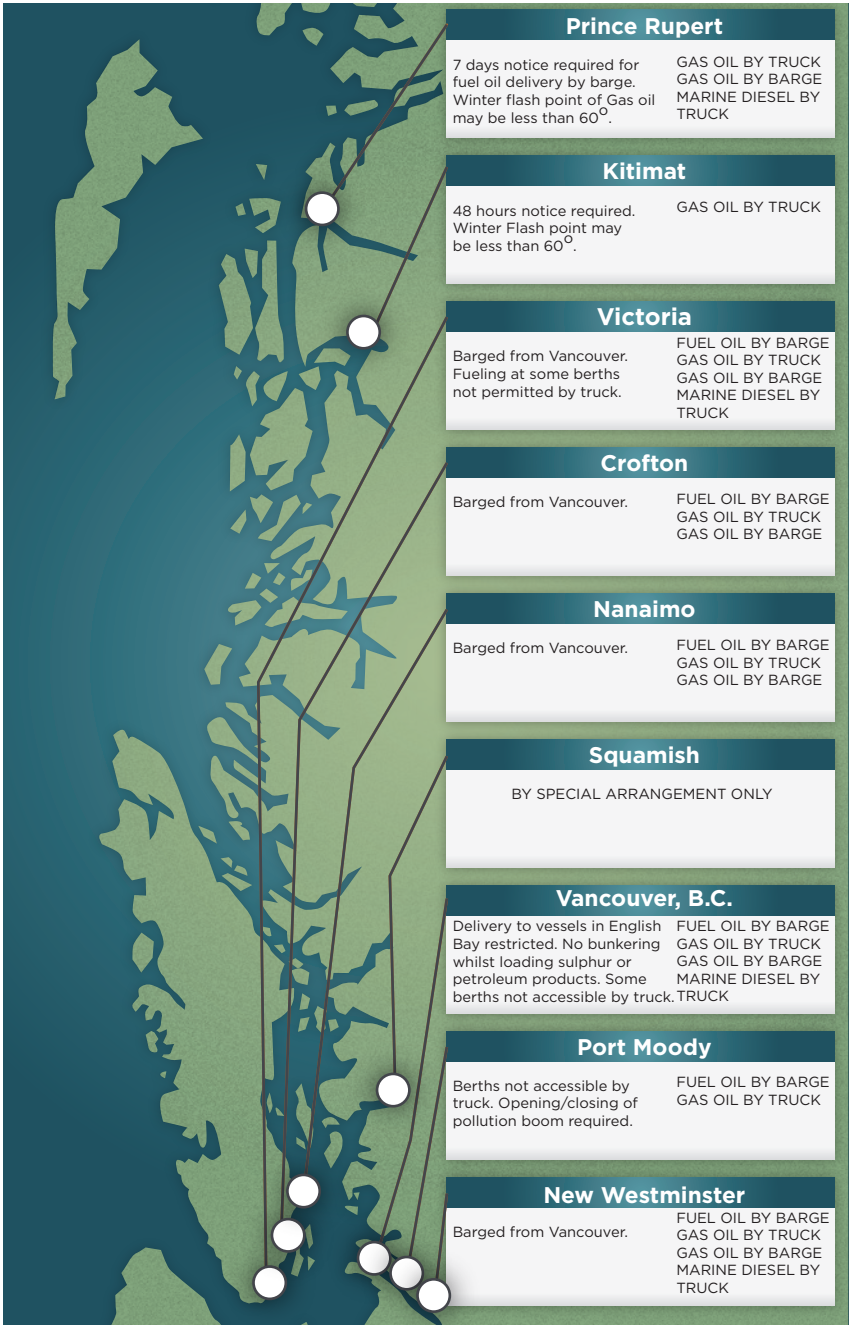 Prince Rupert
7 days notice required for
fuel oil delivery by barge.
Winter flash point of Gas oil
may be less than 60°.
GAS OIL BY TRUCK
GAS OIL BY BARGE
MARINE DIESEL BY
TRUCK
Kitimat
48 hours notice required.
Winter Flash point may
be less than 60°.
GAS OIL BY TRUCK
Victoria
Barged from Vancouver.
Fueling at some berths
not permitted by truck.
FUEL OIL BY BARGE
GAS OIL BY TRUCK
GAS OIL BY BARGE
MARINE DIESEL BY
TRUCK
Crofton
Barged from Vancouver.
FUEL OIL BY BARGE
GAS OIL BY TRUCK
GAS OIL BY BARGE
Nanaimo
Barged from Vancouver.
FUEL OIL BY BARGE
GAS OIL BY TRUCK
GAS OIL BY BARGE
Squamish
BY SPECIAL ARRANGEMENT ONLY
Vancouver, B.C.
Delivery to vessels in English
Bay restricted. No bunkering
whilst loading sulphur or
petroleum products. Some
berths not accessible by truck.
FUEL OIL BY BARGE
GAS OIL BY TRUCK
GAS OIL BY BARGE
MARINE DIESEL BY
TRUCK
Port Moody
Berths not accessible by
truck. Opening/closing of
pollution boom required.
FUEL OIL BY BARGE
GAS OIL BY TRUCK
New Westminster
Barged from Vancouver.
FUEL OIL BY BARGE
GAS OIL BY TRUCK
GAS OIL BY BARGE
MARINE DIESEL BY
TRUCK